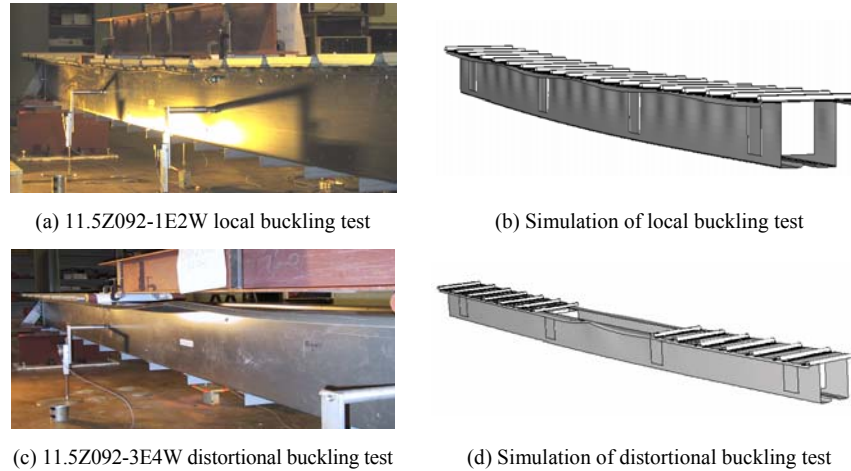 (a) 11.5Z092-1E2W local buckling test
(b) Simulation of local buckling test
(c) 11.5Z092-3E4W distortional buckling test
(d) Simulation of distortional buckling test